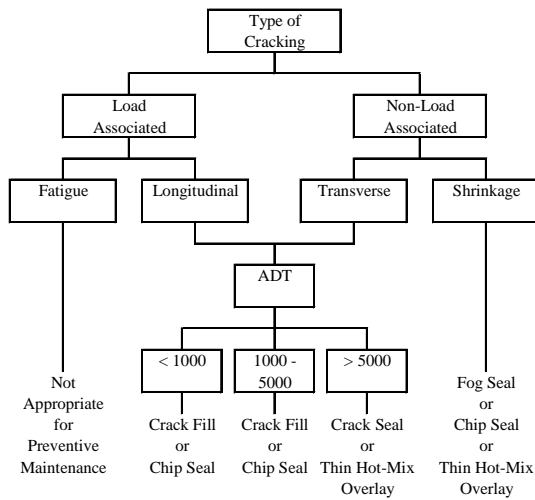 Type of
Cracking
Load
Associated
Non-Load
Associated
Fatigue
Longitudinal
Transverse
Shrinkage
ADT
< 1000
1000 -
5000
> 5000
Not
Appropriate
for
Preventive
Maintenance
Crack Fill
or
Chip Seal
Crack Fill
or
Chip Seal
Crack Seal
or
Thin Hot-Mix
Overlay
Fog Seal
or
Chip Seal
or
Thin Hot-Mix
Overlay